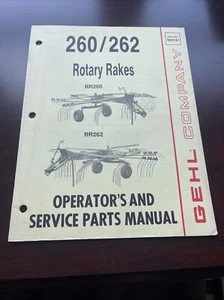 260/262
Rotary Rakes
RR260
RR262
OPERATOR'S AND
SERVICE PARTS MANUAL
GEHL COMPANY